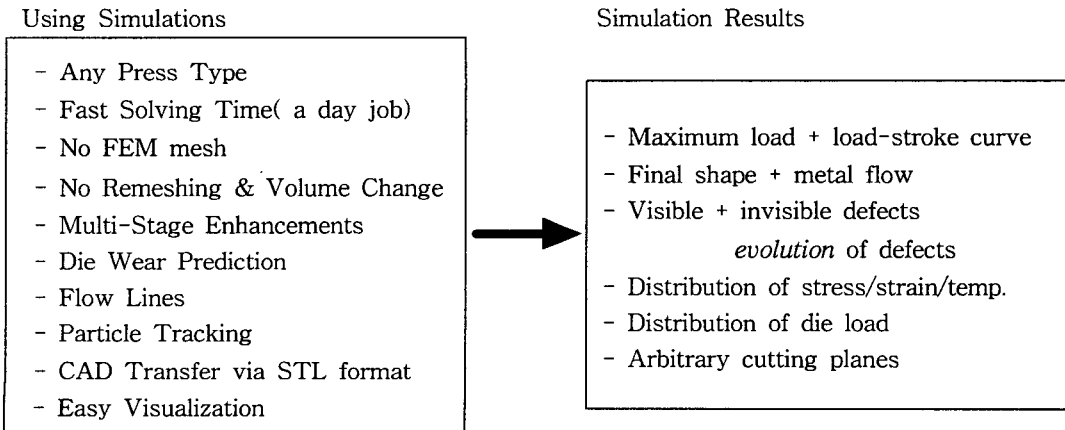 Using Simulations
- Any Press Type
- Fast Solving Time( a day job)
- No FEM mesh
- No Remeshing & Volume Change
- Multi-Stage Enhancements
- Die Wear Prediction
- Flow Lines
- Particle Tracking
- CAD Transfer via STL format
- Easy Visualization
Simulation Results
- Maximum load + load-stroke curve
- Final shape + metal flow
- Visible + invisible defects
evolution of defects
- Distribution of stress/strain/temp.
- Distribution of die load
- Arbitrary cutting planes